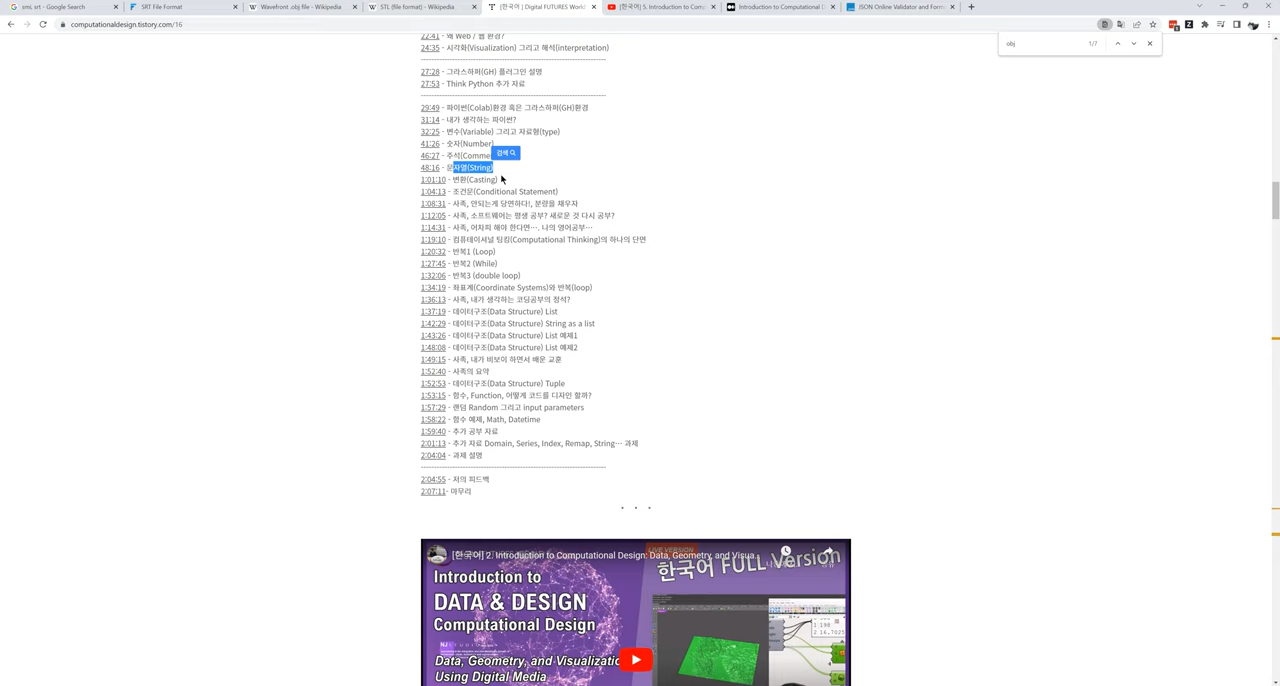 sml srt - Google Search
SRT File Format
Wavefront .obj file - Wikipedia
STL (file format) - Wikipedia
[한국어] | Digital FUTURES World
[한국어] 5. Introduction to Comp
Introduction to Computational D
JSON Online Validator and Form
computationaldesign.tistory.com/16
obj
1/7
22:41 - 왜 Web / 웹 환경?
24:35 - 시각화(Visualization) 그리고 해석(interpretation)
27:28 - 그라스하퍼(GH) 플러그인 설명
27:53 - Think Python 추가 자료
29:49 - 파이썬(Colab)환경 혹은 그라스하퍼(GH)환경
31:14 - 내가 생각하는 파이썬?
32:25 - 변수(Variable) 그리고 자료형(type)
41:26 - 숫자(Number)
46:27 - 주석(Comme
검색
48:16 - 문자열(String)
1:01:10 - 변환(Casting)
1:04:13 - 조건문(Conditional Statement)
1:08:31 - 사족, 안되는게 당연하다!, 분량을 채우자
1:12:05 - 사족, 소프트웨어는 평생 공부? 새로운 것 다시 공부?
1:14:31 - 사족, 어차피 해야 한다면…. 나의 영어공부…
1:19:10 - 컴퓨테이셔널 팅킹(Computational Thinking)의 하나의 단면
1:20:32 - 반복1 (Loop)
1:27:45 - 반복2 (While)
1:32:06 - 반복3 (double loop)
1:34:19 - 좌표계(Coordinate Systems)와 반복(loop)
1:36:13 - 사족, 내가 생각하는 코딩공부의 정석?
1:37:19 - 데이터구조(Data Structure) List
1:42:29 - 데이터구조(Data Structure) String as a list
1:43:26 - 데이터구조(Data Structure) List 예제1
1:48:08 - 데이터구조(Data Structure) List 예제2
1:49:15 - 사족, 내가 비보이 하면서 배운 교훈
1:52:40 - 사족의 요약
1:52:53 - 데이터구조(Data Structure) Tuple
1:53:15 - 함수, Function, 어떻게 코드를 디자인 할까?
1:57:29 - 랜덤 Random 그리고 input parameters
1:58:22 - 함수 예제, Math, Datetime
1:59:40 - 추가 공부 자료
2:01:13 - 추가 자료 Domain, Series, Index, Remap, String… 과제
2:04:04 - 과제 설명
2:04:55 - 저의 피드백
2:07:11- 마무리
[한국어] 2. Introduction to Computational Design: Data, Geometry, and Visua
LIVE VERSION
한국어 FULL Version
Introduction to
DATA & DESIGN
Computational Design
NJ
Data, Geometry, and Visualizatio
Using Digital Media
1 198
2 16,7025